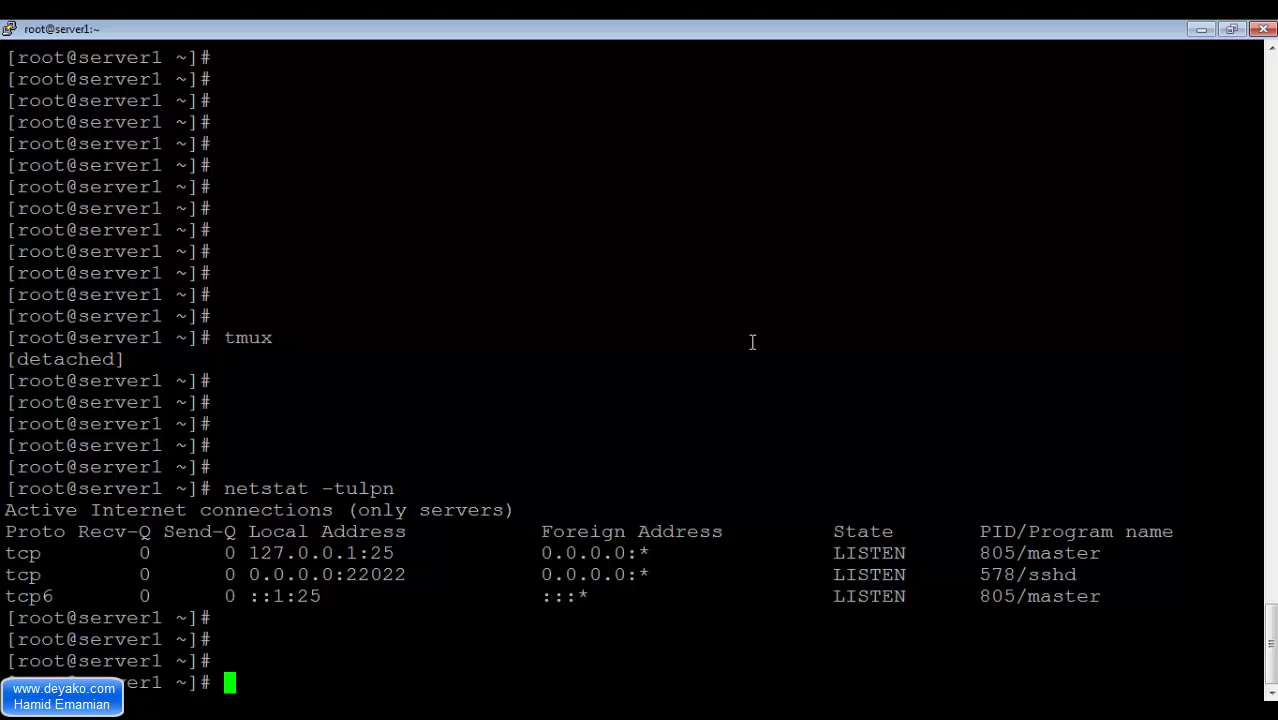 root@server1:~
[root@server1 ~]#
[root@server1 ~]#
[root@server1 ~]#
[root@server1 ~]#
[root@server1 ~]#
[root@server1 ~]#
[root@server1 ~]#
[root@server1 ~]#
[root@server1 ~]#
[root@server1 ~]#
[root@server1 ~]#
[root@server1 ~]#
[root@server1 ~]#
[root@server1 ~]# tmux
[detached]
[root@server1 ~]#
[root@server1 ~]#
[root@server1 ~]#
[root@server1 ~]#
[root@server1 ~]#
[root@server1 ~]# netstat -tulpn
Active Internet connections (only servers)
Proto Recv-Q Send-Q Local Address Foreign Address State PID/Program name
tcp 0 0 127.0.0.1:25 0.0.0.0:* LISTEN 805/master
tcp 0 0 0.0.0.0:22022 0.0.0.0:* LISTEN 578/sshd
tcp6 0 0 ::1:25 :::* LISTEN 805/master
[root@server1 ~]#
[root@server1 ~]#
[root@server1 ~]#
erver1 ~]#
www.deyako.com
Hamid Emamian